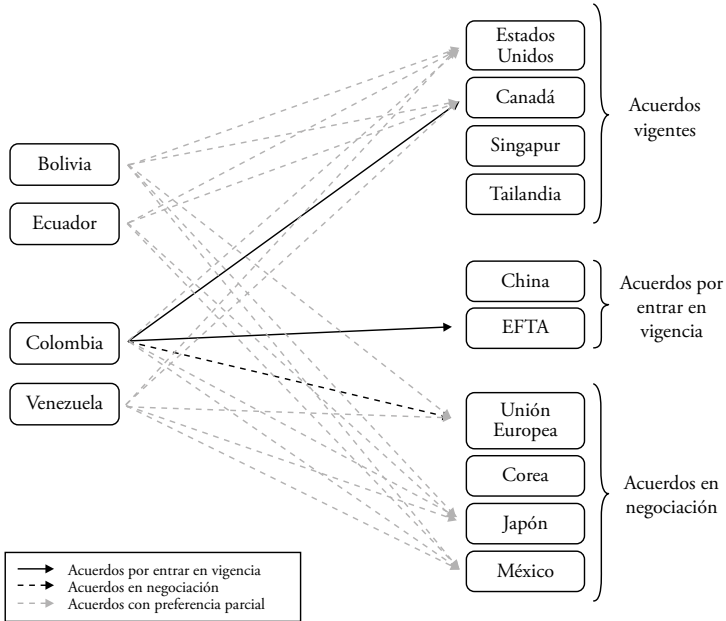 Bolivia
Ecuador
Colombia
Venezuela
Estados
Unidos
Canadá
Singapur
Tailandia
Acuerdos
vigentes
China
EFTA
Acuerdos por
entrar en
vigencia
Unión
Europea
Corea
Japón
México
Acuerdos en
negociación
Acuerdos por entrar en vigencia
Acuerdos en negociación
Acuerdos con preferencia parcial